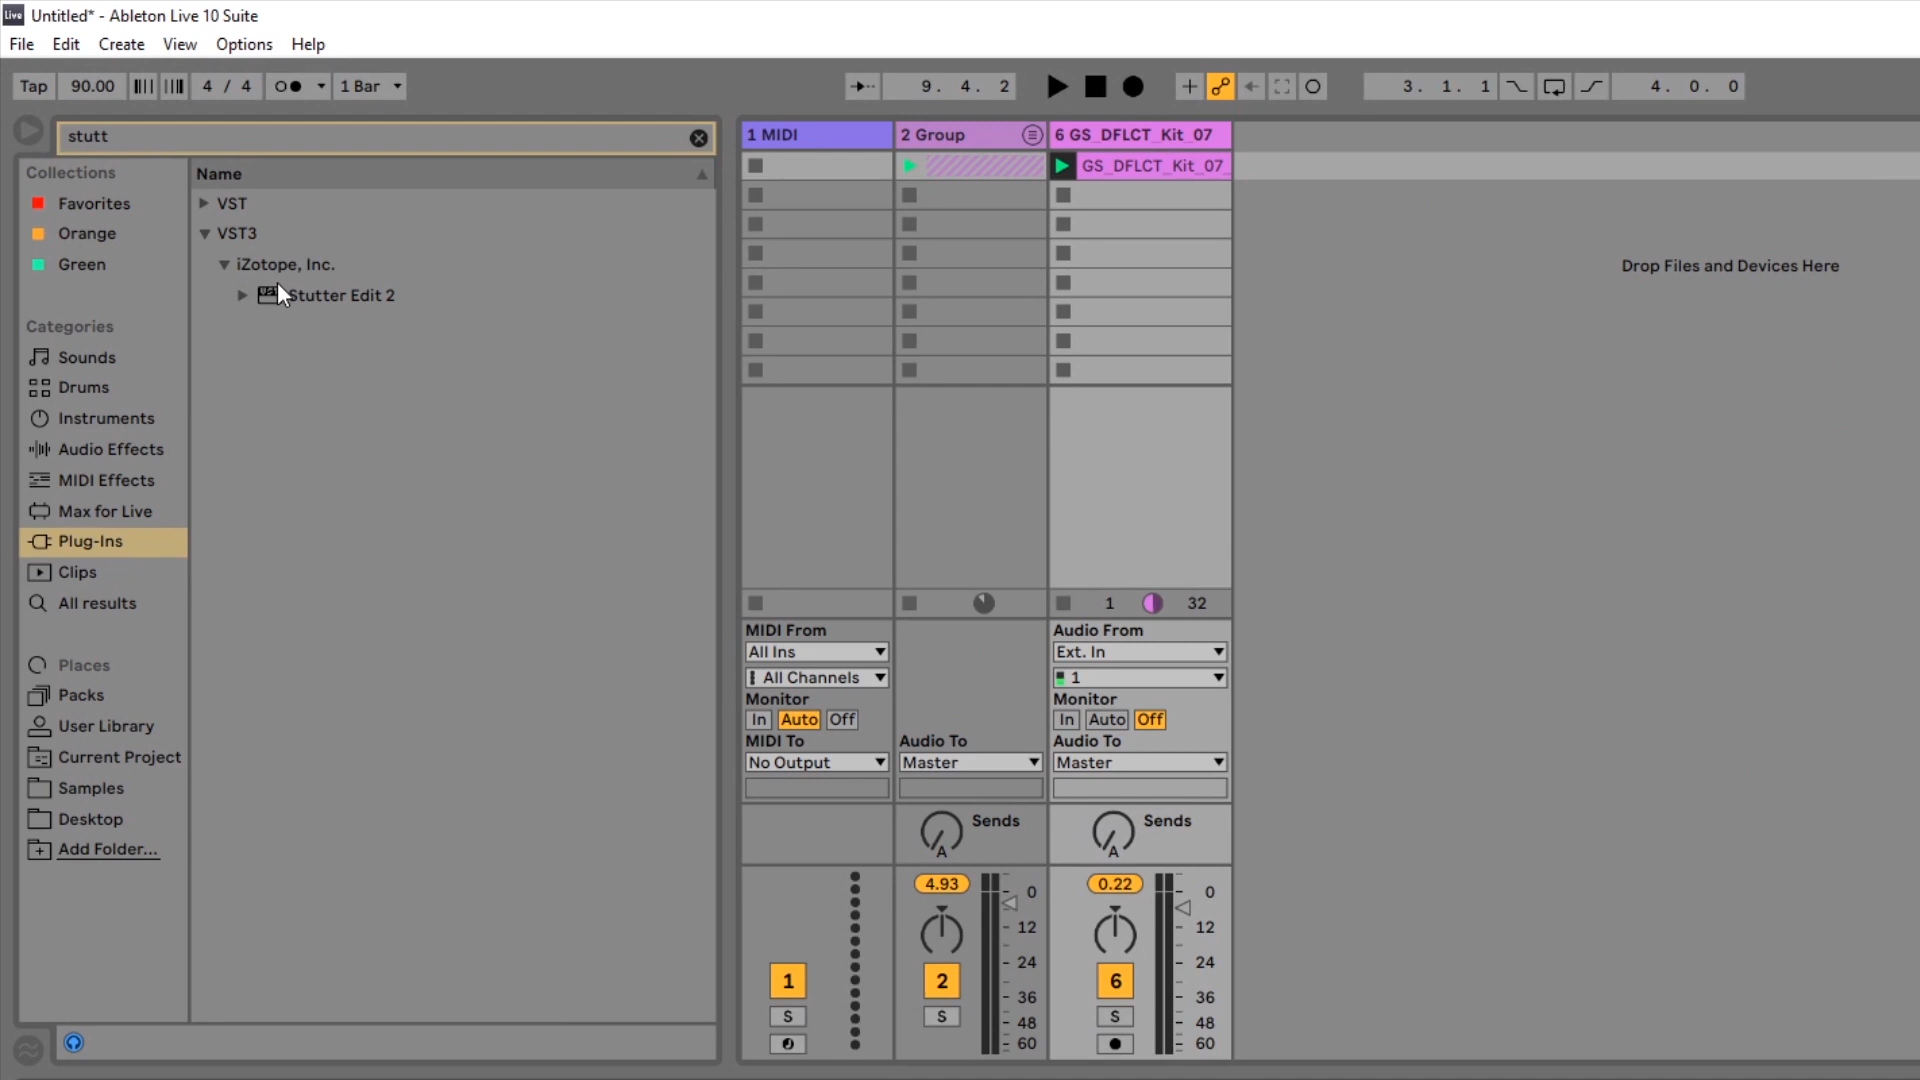 Live Untitled* - Ableton Live 10 Suite
File Edit Create View Options Help
Tap 90.00 4 / 4 1 Bar 9. 4. 2 3. 1. 1 4. 0. 0
stutt
Collections
Favorites
Orange
Green
Categories
Sounds
Drums
Instruments
Audio Effects
MIDI Effects
Max for Live
Plug-Ins
Clips
All results
Places
Packs
User Library
Current Project
Samples
Desktop
Add Folder...
Name
VST
VST3
iZotope, Inc.
Stutter Edit 2
1 MIDI
MIDI From
All Ins
All Channels
Monitor
In Auto Off
MIDI To
No Output
1
S
2 Group
Audio To
Master
Sends
A
4.93
0
12
24
36
48
60
2
S
6 GS_DFLCT_Kit_07
GS_DFLCT_Kit_07_
1 32
Audio From
Ext. In
1
Monitor
In Auto Off
Audio To
Master
Sends
A
0.22
0
12
24
36
48
60
6
S
Drop Files and Devices Here